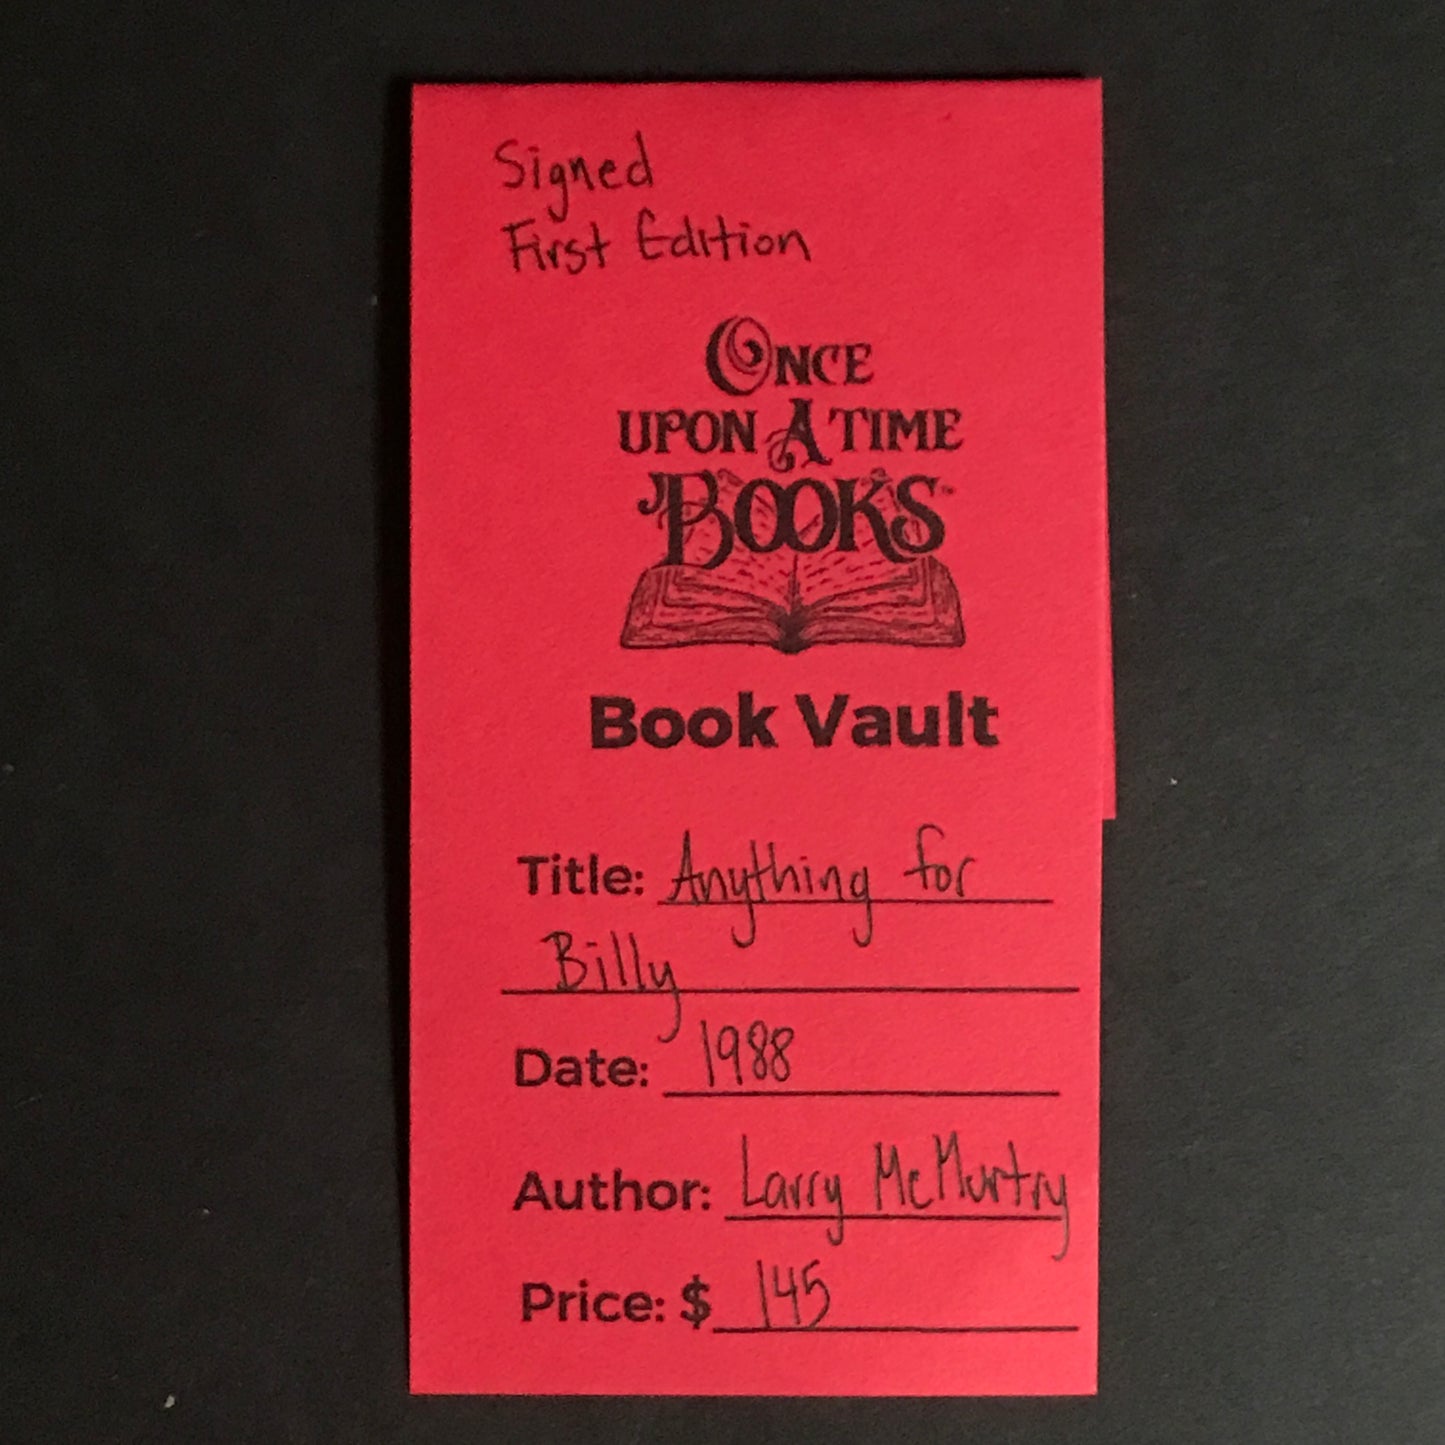 Signed
First Edition
ONCE
UPON A TIME
BOOKS™
Book Vault
Title: Anything for
Billy
Date: 1988
Author: Larry McMurtry
Price: $ 145